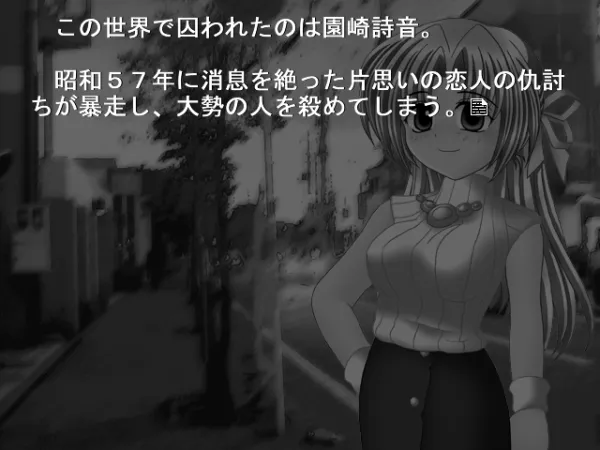 この世界で囚われたのは園崎詩音。
昭和５７年に消息を絶った片思いの恋人の仇討
ちが暴走し、大勢の人を殺めてしまう。